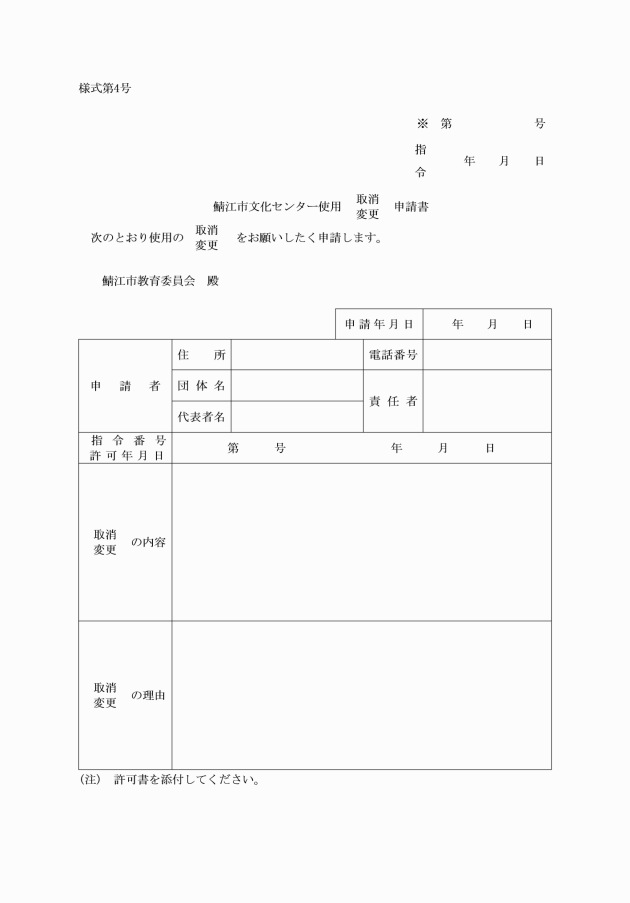 様式第4号
※ 第 号
指令 年 月 日
鯖江市文化センター使用 取消 変更 申請書
次のとおり使用の 取消 変更 をお願いしたく申請します。
鯖江市教育委員会 殿
申請年月日 年 月 日
申請者 住所 電話番号
団体名 責任者
代表者名
指令番号 許可年月日 第 号 年 月 日
取消 変更 の内容
取消 変更 の理由
(注) 許可書を添付してください。